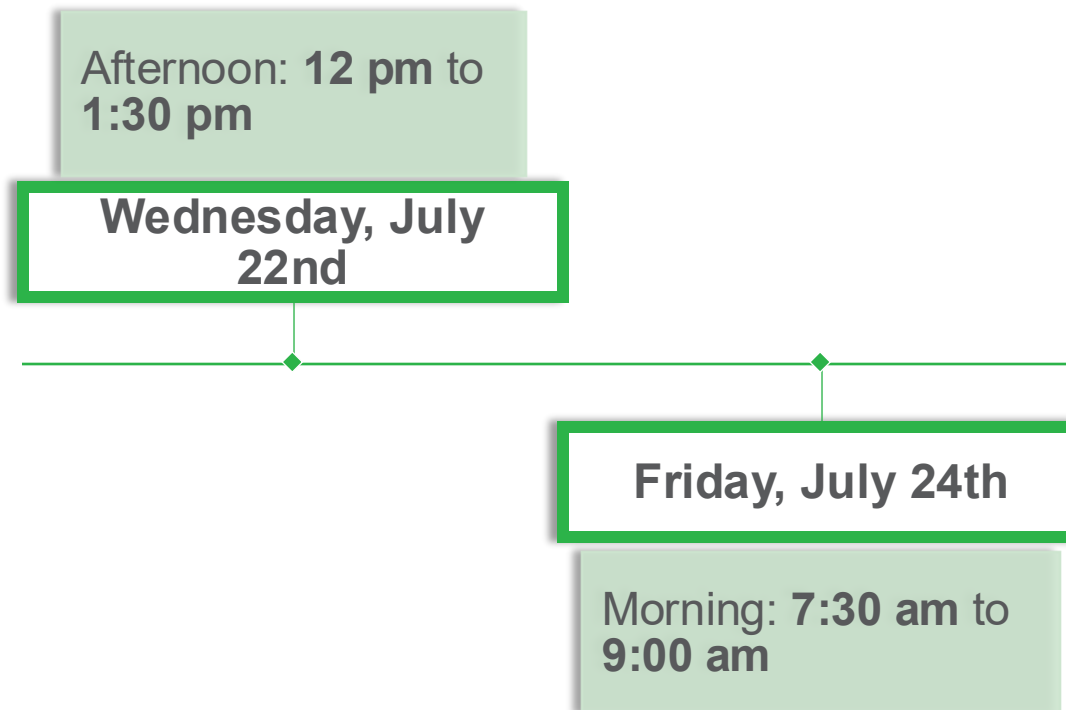 Afternoon: 12 pm to
1:30 pm
Wednesday, July
22nd
Friday, July 24th
Morning: 7:30 am to
9:00 am